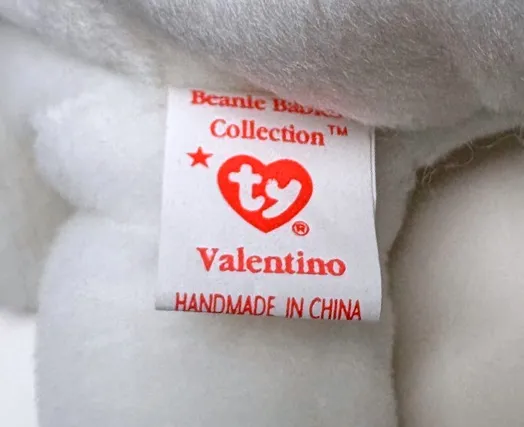 Beanie Babies
Collection™
ty®
Valentino
HANDMADE IN CHINA